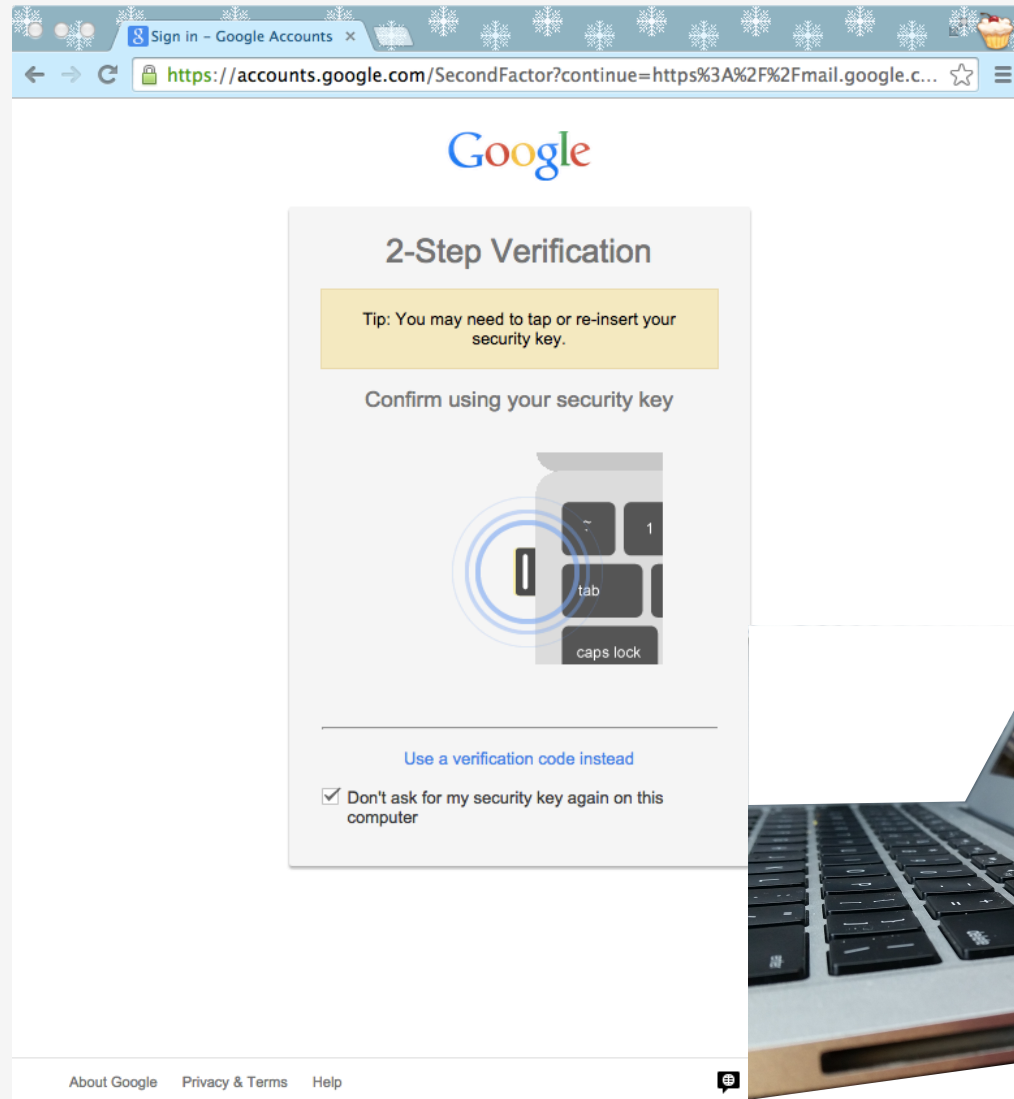 Sign in – Google Accounts
https://accounts.google.com/SecondFactor?continue=https%3A%2F%2Fmail.google.c...
Google
2-Step Verification
Tip: You may need to tap or re-insert your
security key.
Confirm using your security key
~ 1
tab
caps lock
Use a verification code instead
Don't ask for my security key again on this
computer
About Google Privacy & Terms Help